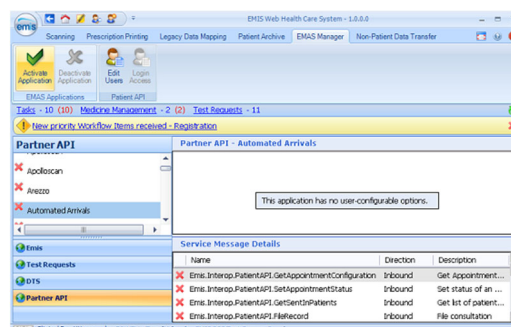 emis
EMIS Web Health Care System - 1.0.0.0
Scanning Prescription Printing Legacy Data Mapping Patient Archive EMAS Manager Non-Patient Data Transfer
Activate Application
Deactivate Application
Edit Users
Login Access
EMAS Applications Patient API
Tasks - 10 (10) Medicine Management - 2 (2) Test Requests - 11
New priority Workflow Items received - Registration
Partner API
Partner API - Automated Arrivals
Apolloscan
Arezzo
Automated Arrivals
This application has no user-configurable options.
Emis
Test Requests
DTS
Partner API
Service Message Details
Name Direction Description
Emis.Interop.PatientAPI.GetAppointmentConfiguration Inbound Get Appointment...
Emis.Interop.PatientAPI.SetAppointmentStatus Inbound Set status of an ...
Emis.Interop.PatientAPI.GetSentInPatients Inbound Get list of patient...
Emis.Interop.PatientAPI.FileRecord Inbound File consultation